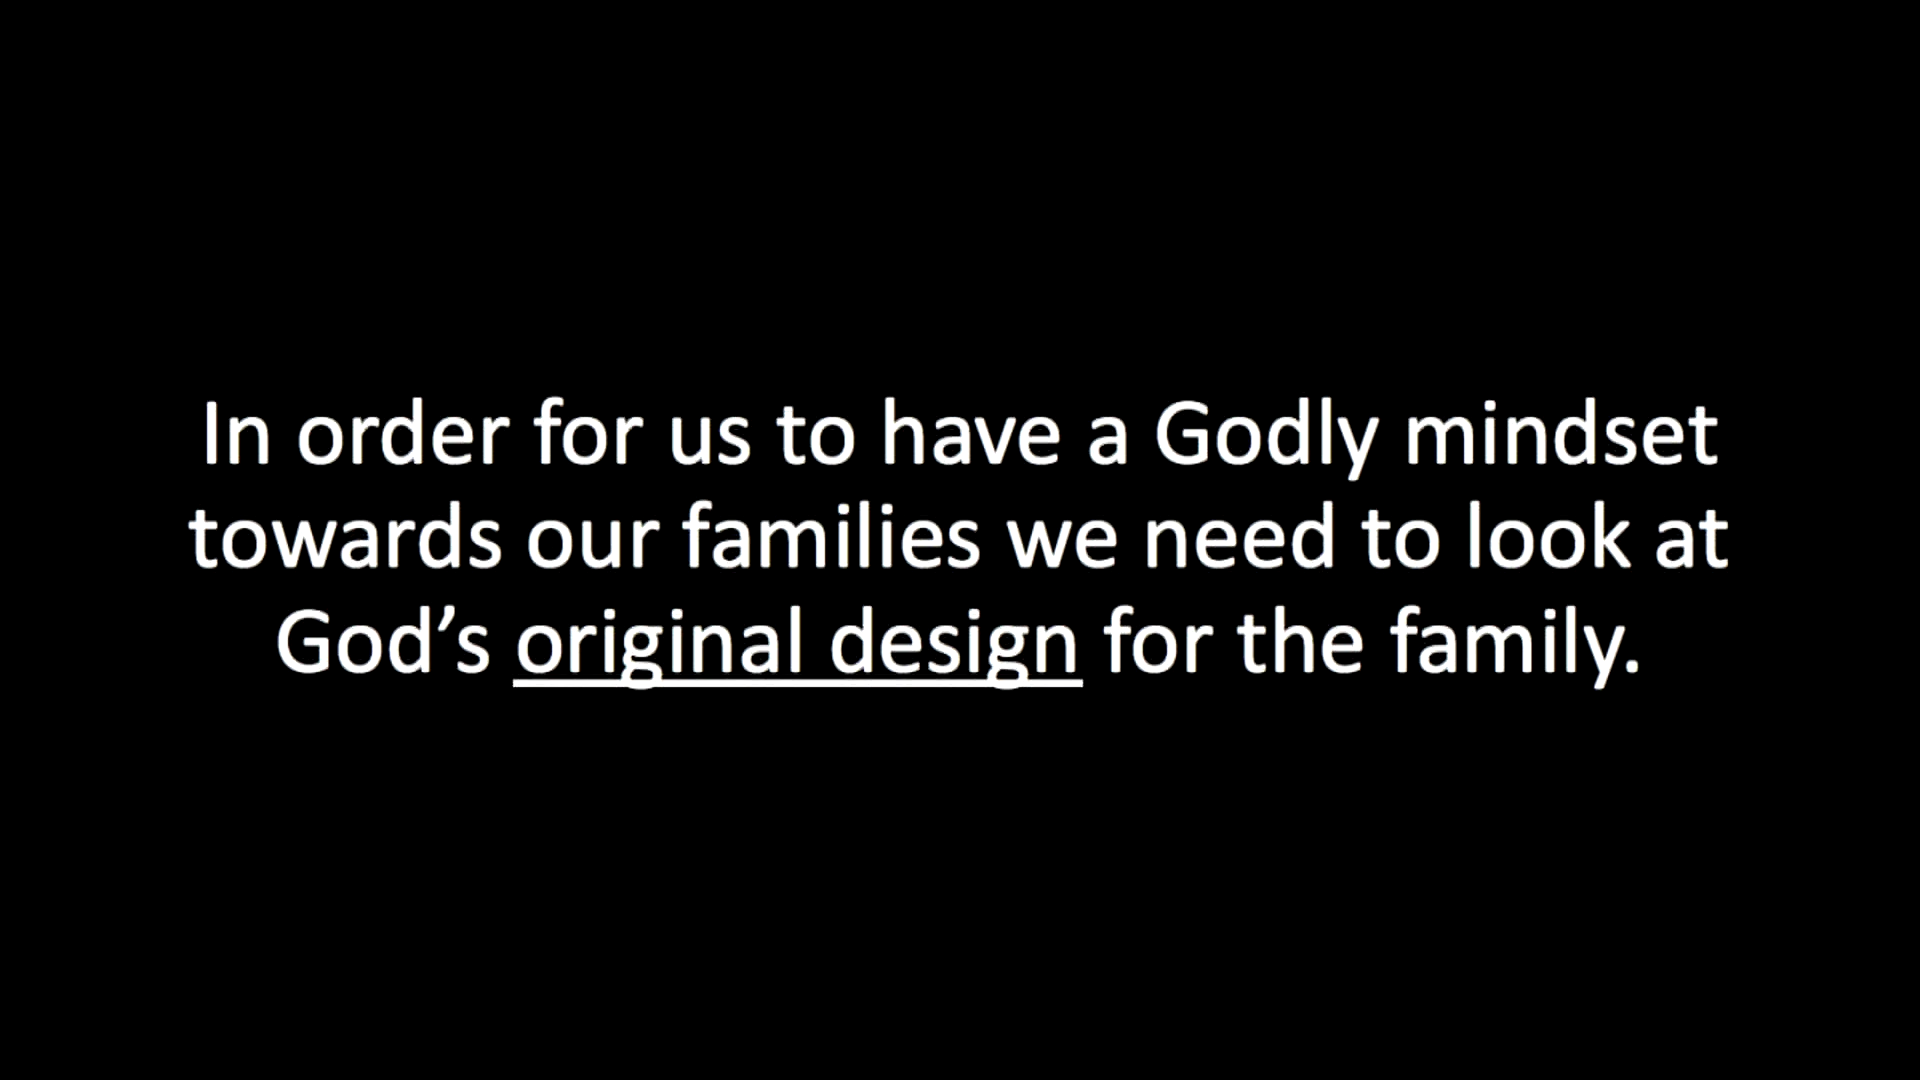 In order for us to have a Godly mindset
towards our families we need to look at
God’s original design for the family.